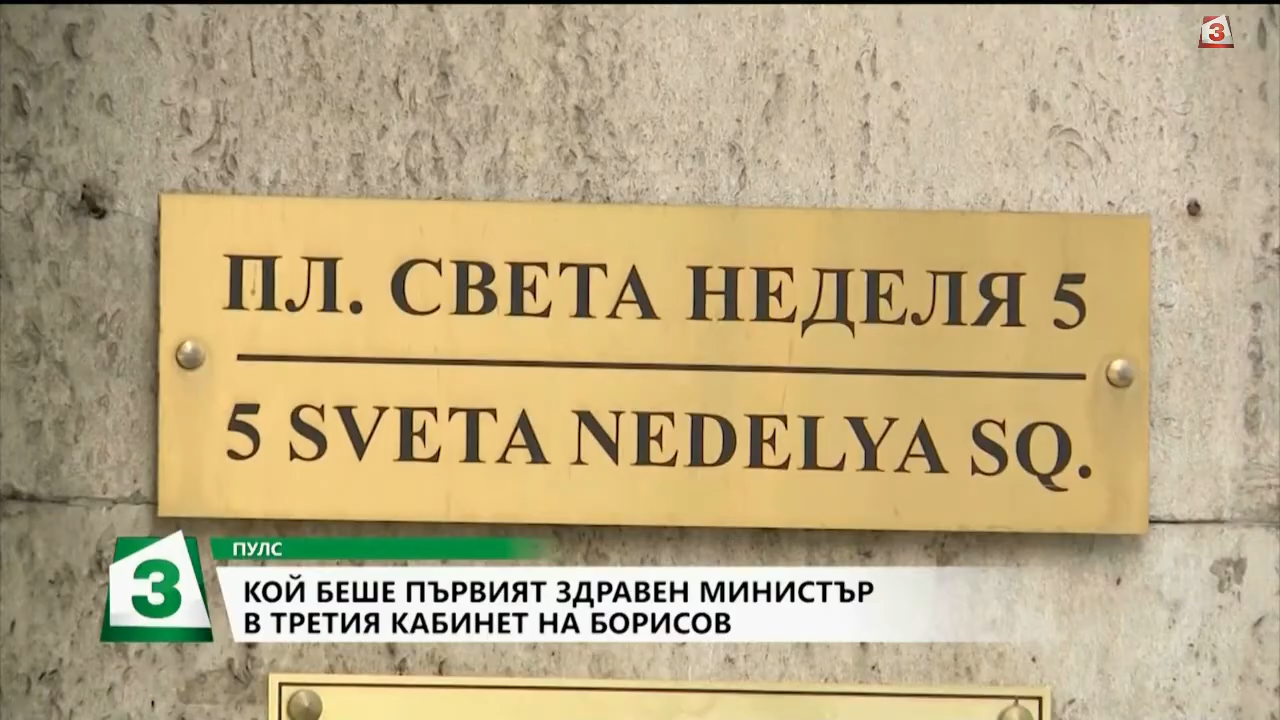 3
ПЛ. СВЕТА НЕДЕЛЯ 5
5 SVETA NEDELYA SQ.
ПУЛС
3
КОЙ БЕШЕ ПЪРВИЯТ ЗДРАВЕН МИНИСТЪР
В ТРЕТИЯ КАБИНЕТ НА БОРИСОВ